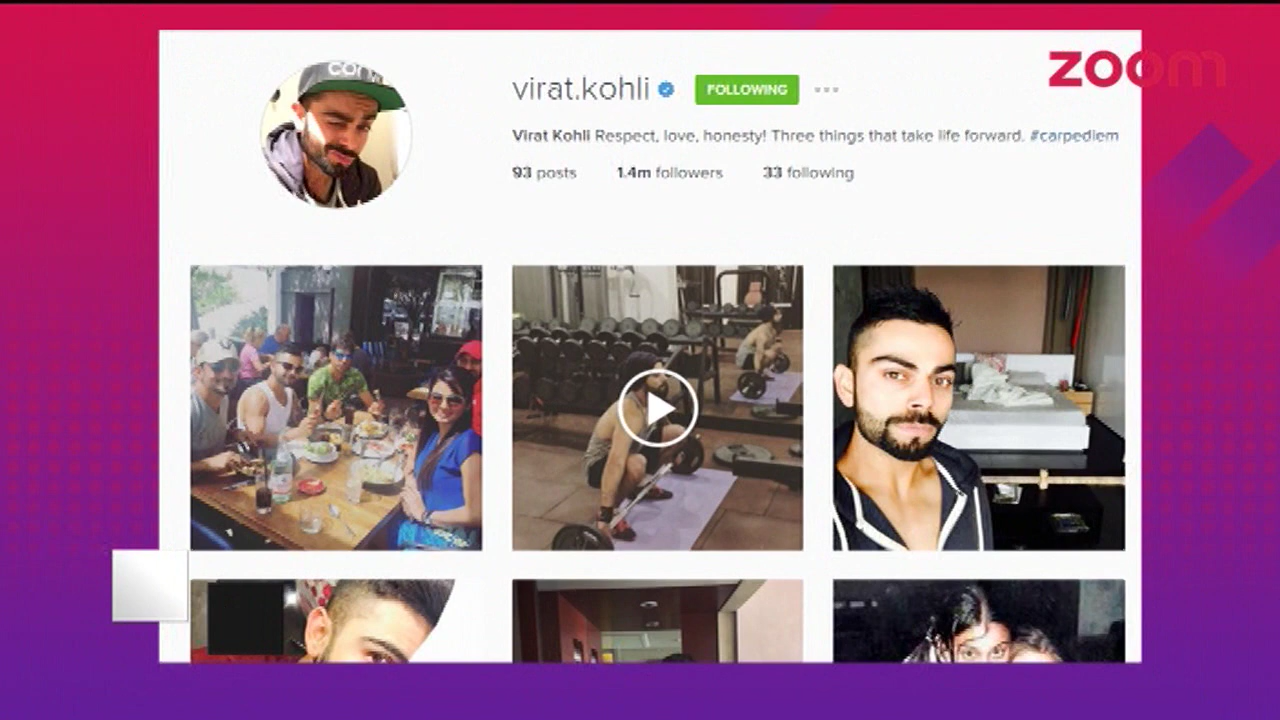 zoom
virat.kohli
FOLLOWING
Virat Kohli Respect, love, honesty! Three things that take life forward. #carpediem
93 posts 1.4m followers 33 following